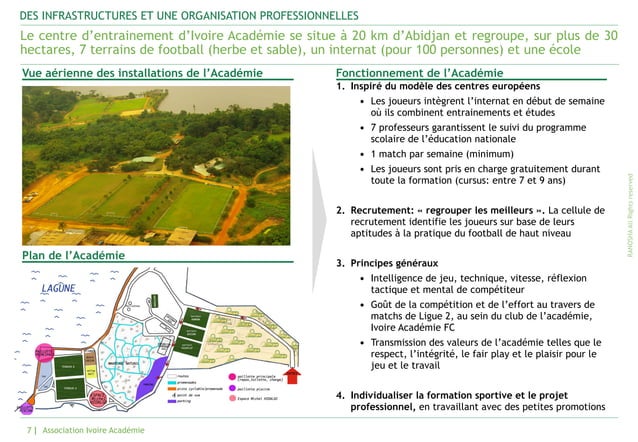 DES INFRASTRUCTURES ET UNE ORGANISATION PROFESSIONNELLES
Le centre d’entrainement d’Ivoire Académie se situe à 20 km d’Abidjan et regroupe, sur plus de 30
hectares, 7 terrains de football (herbe et sable), un internat (pour 100 personnes) et une école
Vue aérienne des installations de l’Académie
Plan de l’Académie
LAGUNE
TERRAIN
TERRAIN
routes
promenades
piste cyclable/promenade
point de vue
parking
paillotte principale
paillotte piscine
Espace Michel HIDALGO
Fonctionnement de l’Académie
1. Inspiré du modèle des centres européens
• Les joueurs intègrent l’internat en début de semaine
où ils combinent entrainements et études
• 7 professeurs garantissent le suivi du programme
scolaire de l’éducation nationale
• 1 match par semaine (minimum)
• Les joueurs sont pris en charge gratuitement durant
toute la formation (cursus: entre 7 et 9 ans)
2. Recrutement: « regrouper les meilleurs ». La cellule de
recrutement identifie les joueurs sur base de leurs
aptitudes à la pratique du football de haut niveau
3. Principes généraux
• Intelligence de jeu, technique, vitesse, réflexion
tactique et mental de compétiteur
• Goût de la compétition et de l’effort au travers de
matchs de Ligue 2, au sein du club de l’académie,
Ivoire Académie FC
• Transmission des valeurs de l’académie telles que le
respect, l’intégrité, le fair play et le plaisir pour le
jeu et le travail
4. Individualiser la formation sportive et le projet
professionnel, en travaillant avec des petites promotions
All Rights reserved
7 | Association Ivoire Académie